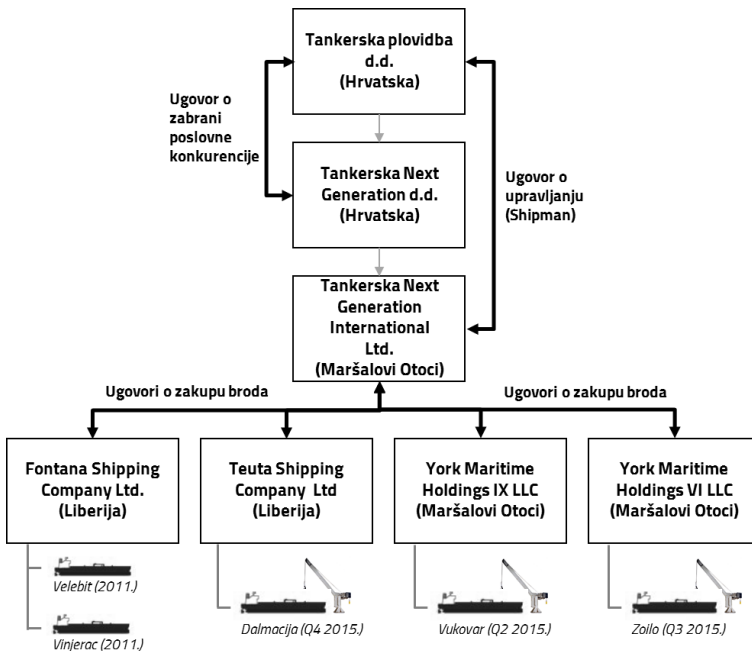 Tankerska plovidba
d.d.
(Hrvatska)
Ugovor o
zabrani
poslovne
konkurencije
Tankerska Next
Generation d.d.
(Hrvatska)
Ugovor o
upravljanju
(Shipman)
Tankerska Next
Generation
International
Ltd.
(Maršalovi Otoci)
Ugovori o zakupu broda
Ugovori o zakupu broda
Fontana Shipping
Company Ltd.
(Liberija)
Teuta Shipping
Company Ltd
(Liberija)
York Maritime
Holdings IX LLC
(Maršalovi Otoci)
York Maritime
Holdings VI LLC
(Maršalovi Otoci)
Velebit (2011.)
Vinjerac (2011.)
Dalmacija (Q4 2015.)
Vukovar (Q2 2015.)
Zoilo (Q3 2015.)